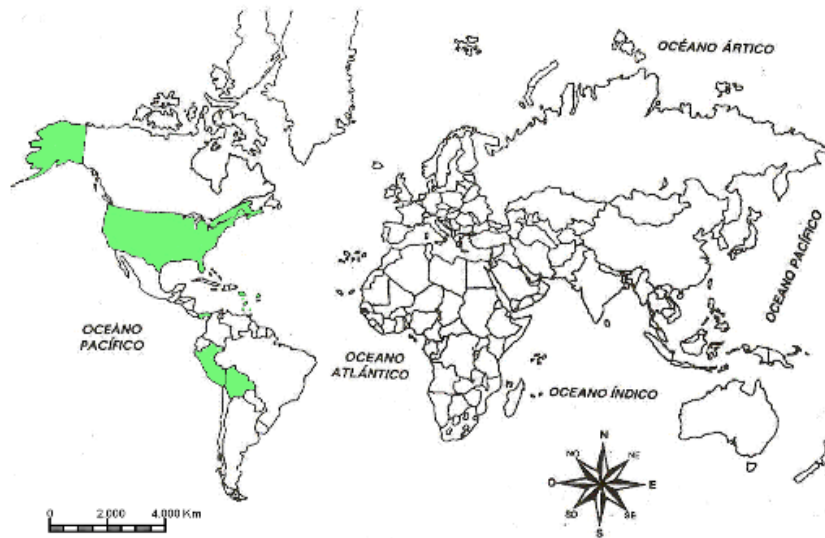 OCÉANO ÁRTICO
OCEANO PACÍFICO
OCEÁNO
PACÍFICO
OCEANO
ATLÁNTICO
OCEANO ÍNDICO
N
NO
NE
O
E
SO
SE
S
0
2.000
4.000 Km